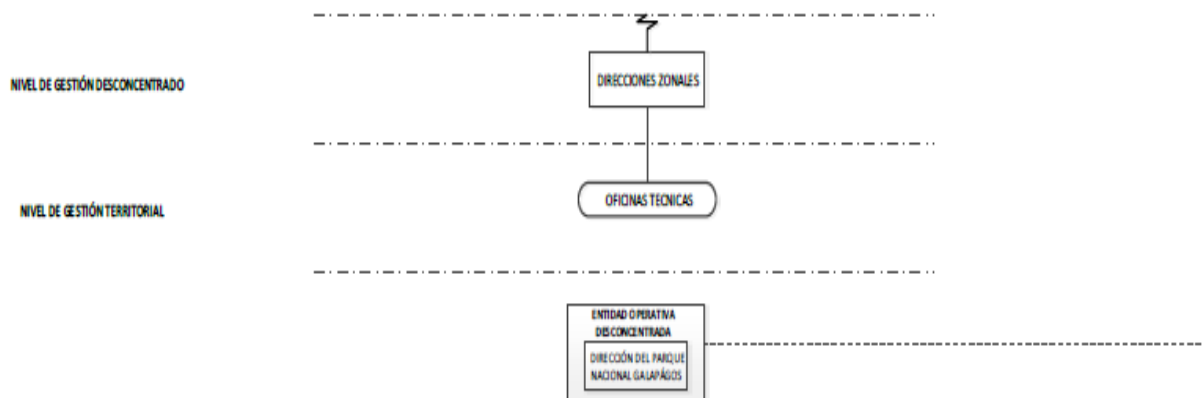 DIRECCIONES ZONALES
NIVEL DE GESTIÓN DESCONCENTRADO
OFICINAS TECNICAS
NIVEL DE GESTIÓN TERRITORIAL
ENTIDAD OPERATIVA
DESCONCENTRADA
DIRECCIÓN DEL PARQUE
NACIONAL GALAPÁGOS